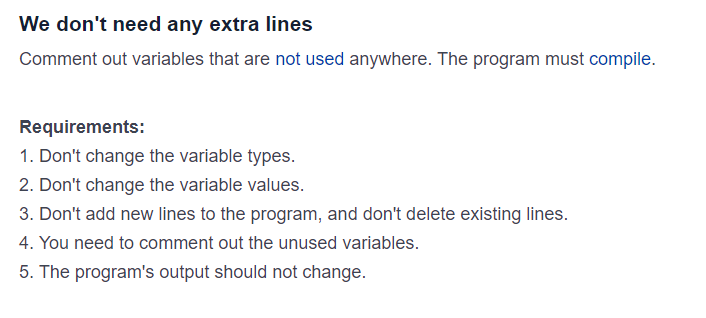 We don't need any extra lines
Comment out variables that are not used anywhere. The program must compile.
Requirements:
1. Don't change the variable types.
2. Don't change the variable values.
3. Don't add new lines to the program, and don't delete existing lines.
4. You need to comment out the unused variables.
5. The program's output should not change.